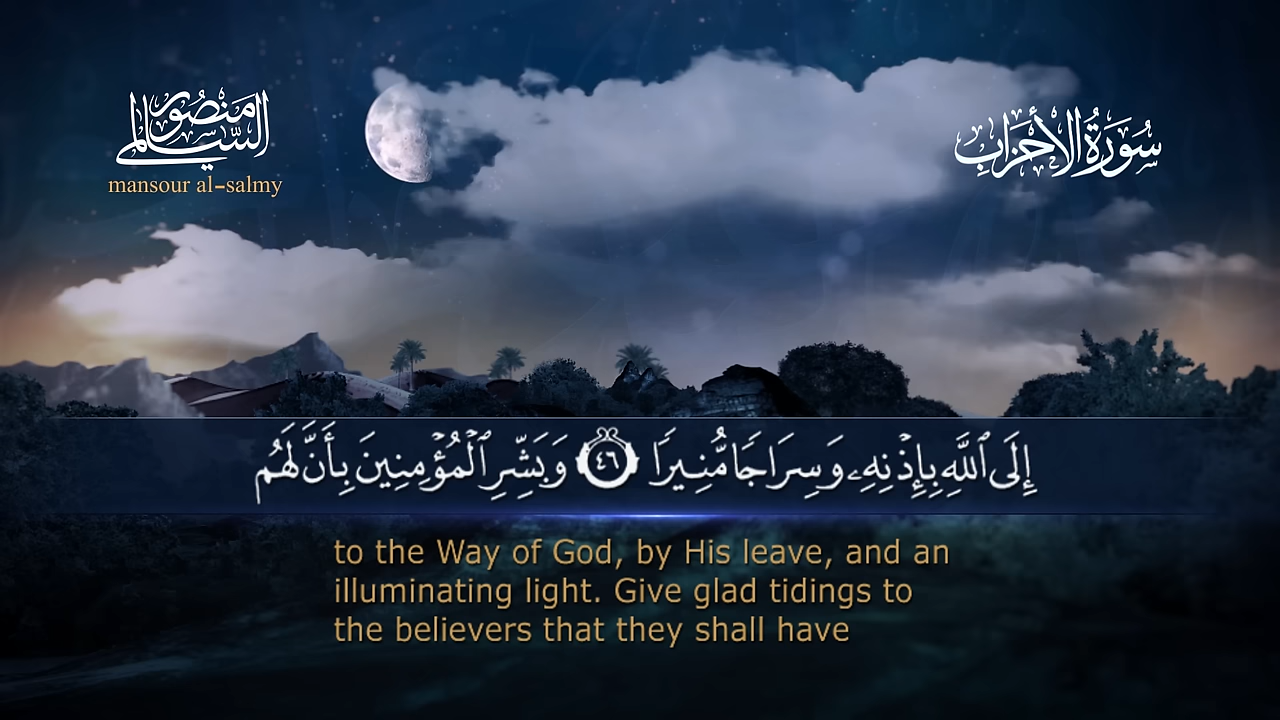 منصور
السالمي
mansour al-salmy
سُورَةُ الأَحْزَابِ
إِلَى ٱللَّهِ بِإِذْنِهِۦ وَسِرَاجًا مُّنِيرًا ٤٦ وَبَشِّرِ ٱلْمُؤْمِنِينَ بِأَنَّ لَهُم
to the Way of God, by His leave, and an
illuminating light. Give glad tidings to
the believers that they shall have